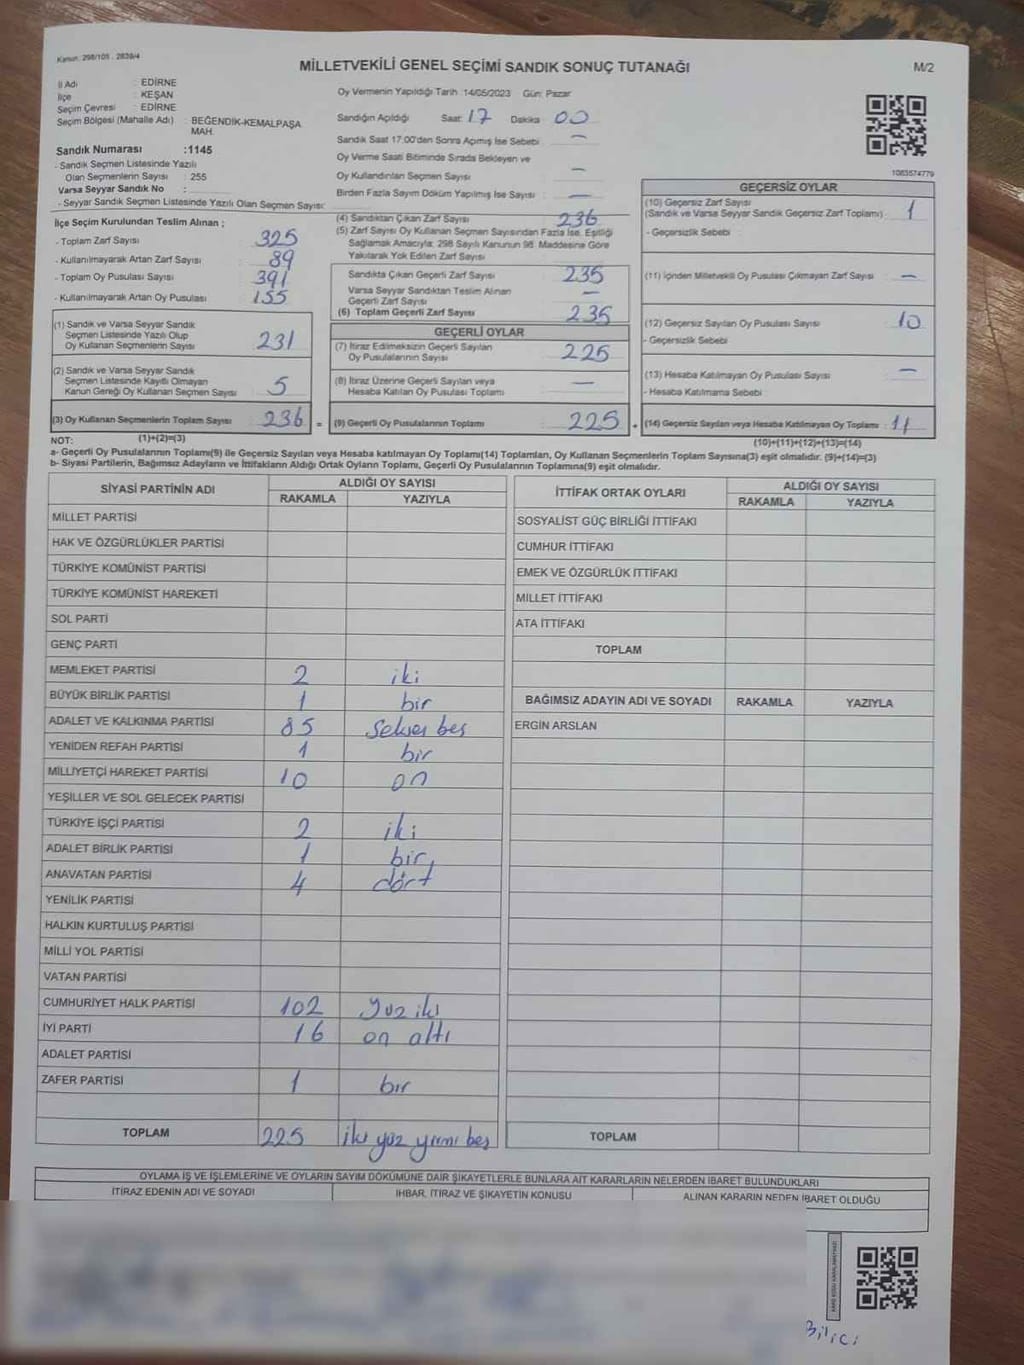 Kanun: 298/105 - 2839/4
MİLLETVEKİLİ GENEL SEÇİMİ SANDIK SONUÇ TUTANAĞI
M/2
İl Adı : EDİRNE
İlçe : KEŞAN
Seçim Çevresi : EDİRNE
Seçim Bölgesi (Mahalle Adı) : BEĞENDİK-KEMALPAŞA
MAH.
Sandık Numarası :1145
- Sandık Seçmen Listesinde Yazılı
Olan Seçmenlerin Sayısı : 255
Varsa Seyyar Sandık No :
- Seyyar Sandık Seçmen Listesinde Yazılı Olan Seçmen Sayısı:
Oy Vermenin Yapıldığı Tarih :14/05/2023 Gün: Pazar
Sandığın Açıldığı Saat: 17 Dakika : 00
Sandık Saat 17:00'den Sonra Açımış İse Sebebi : —
Oy Verme Saati Bitiminde Sırada Bekleyen ve
Oy Kullandırılan Seçmen Sayısı : —
Birden Fazla Sayım Döküm Yapılmış İse Sayısı : —
1083574779
İlçe Seçim Kurulundan Teslim Alınan ;
- Toplam Zarf Sayısı : 325
- Kullanılmayarak Artan Zarf Sayısı : 89
- Toplam Oy Pusulası Sayısı : 391
- Kullanılmayarak Artan Oy Pusulası : 155
(4) Sandıktan Çıkan Zarf Sayısı : 236
(5) Zarf Sayısı Oy Kullanan Seçmen Sayısından Fazla İse, Eşitliği
Sağlamak Amacıyla; 298 Sayılı Kanunun 98. Maddesine Göre
Yakılarak Yok Edilen Zarf Sayısı :
Sandıkta Çıkan Geçerli Zarf Sayısı : 235
Varsa Seyyar Sandıktan Teslim Alınan
Geçerli Zarf Sayısı : —
(6) Toplam Geçerli Zarf Sayısı : 235
GEÇERSİZ OYLAR
(10) Geçersiz Zarf Sayısı
(Sandık ve Varsa Seyyar Sandık Geçersiz Zarf Toplamı) : 1
- Geçersizlik Sebebi :
(11) İçinden Milletvekili Oy Pusulası Çıkmayan Zarf Sayısı : —
(12) Geçersiz Sayılan Oy Pusulası Sayısı : 10
- Geçersizlik Sebebi
(13) Hesaba Katılmayan Oy Pusulası Sayısı : —
- Hesaba Katılmama Sebebi
(1) Sandık ve Varsa Seyyar Sandık
Seçmen Listesinde Yazılı Olup
Oy Kullanan Seçmenlerin Sayısı : 231
(2) Sandık ve Varsa Seyyar Sandık
Seçmen Listesinde Kayıtlı Olmayan
Kanun Gereği Oy Kullanan Seçmen Sayısı : 5
GEÇERLİ OYLAR
(7) İtiraz Edilmeksizin Geçerli Sayılan
Oy Pusulalarının Sayısı : 225
(8) İtiraz Üzerine Geçerli Sayılan veya
Hesaba Katılan Oy Pusulası Toplamı : —
(3) Oy Kullanan Seçmenlerin Toplam Sayısı : 236 = (9) Geçerli Oy Pusulalarının Toplamı : 225 + (14) Geçersiz Sayılan veya Hesaba Katılmayan Oy Toplamı : 11
NOT: (1)+(2)=(3)
(10)+(11)+(12)+(13)=(14)
a- Geçerli Oy Pusulalarının Toplamı(9) ile Geçersiz Sayılan veya Hesaba katılmayan Oy Toplamı(14) Toplamları, Oy Kullanan Seçmenlerin Toplam Sayısına(3) eşit olmalıdır. (9)+(14)=(3)
b- Siyasi Partilerin, Bağımsız Adayların ve İttifakların Aldığı Ortak Oyların Toplamı, Geçerli Oy Pusulalarının Toplamına(9) eşit olmalıdır.
SİYASİ PARTİNİN ADI ALDIĞI OY SAYISI
RAKAMLA YAZIYLA
MİLLET PARTİSİ
HAK VE ÖZGÜRLÜKLER PARTİSİ
TÜRKİYE KOMÜNİST PARTİSİ
TÜRKİYE KOMÜNİST HAREKETİ
SOL PARTİ
GENÇ PARTİ
MEMLEKET PARTİSİ 2 iki
BÜYÜK BİRLİK PARTİSİ 1 bir
ADALET VE KALKINMA PARTİSİ 85 seksen beş
YENİDEN REFAH PARTİSİ 1 bir
MİLLİYETÇİ HAREKET PARTİSİ 10 on
YEŞİLLER VE SOL GELECEK PARTİSİ
TÜRKİYE İŞÇİ PARTİSİ 2 iki
ADALET BİRLİK PARTİSİ 1 bir
ANAVATAN PARTİSİ 4 dört
YENİLİK PARTİSİ
HALKIN KURTULUŞ PARTİSİ
MİLLİ YOL PARTİSİ
VATAN PARTİSİ
CUMHURİYET HALK PARTİSİ 102 yüz iki
İYİ PARTİ 16 on altı
ADALET PARTİSİ
ZAFER PARTİSİ 1 bir
TOPLAM 225 iki yüz yirmi beş
İTTİFAK ORTAK OYLARI ALDIĞI OY SAYISI
RAKAMLA YAZIYLA
SOSYALİST GÜÇ BİRLİĞİ İTTİFAKI
CUMHUR İTTİFAKI
EMEK VE ÖZGÜRLÜK İTTİFAKI
MİLLET İTTİFAKI
ATA İTTİFAKI
TOPLAM
BAĞIMSIZ ADAYIN ADI VE SOYADI RAKAMLA YAZIYLA
ERGİN ARSLAN
TOPLAM
OYLAMA İŞ VE İŞLEMLERİNE VE OYLARIN SAYIM DÖKÜMÜNE DAİR ŞİKAYETLERLE BUNLARA AİT KARARLARIN NELERDEN İBARET BULUNDUKLARI
İTİRAZ EDENİN ADI VE SOYADI İHBAR, İTİRAZ VE ŞİKAYETİN KONUSU ALINAN KARARIN NEDEN İBARET OLDUĞU
Bilici